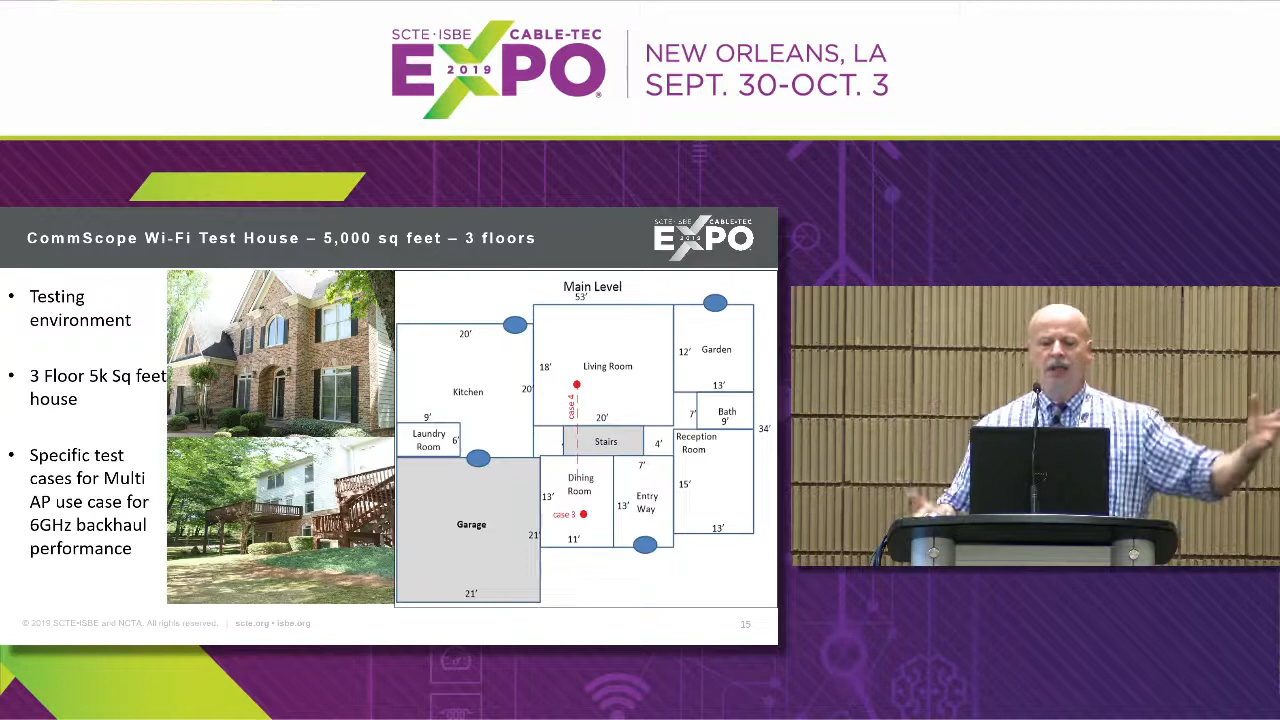 SCTE·ISBE CABLE-TEC
EXPO
2019
NEW ORLEANS, LA
SEPT. 30-OCT. 3
CommScope Wi-Fi Test House – 5,000 sq feet – 3 floors
SCTE·ISBE CABLE-TEC
EXPO
2019
• Testing
environment
• 3 Floor 5k Sq feet
house
• Specific test
cases for Multi
AP use case for
6GHz backhaul
performance
Main Level
53’
20’
18’
Living Room
12’
Garden
Kitchen
20’
13’
case 4
9’
20’
7’
Bath
9’
Laundry
Room
6’
Stairs
4’
Reception
Room
34’
7’
Dining
Room
13’
Entry
Way
13’
15’
case 3
Garage
21’
11’
13’
21’
© 2019 SCTE•ISBE and NCTA. All rights reserved. | scte.org • isbe.org
15